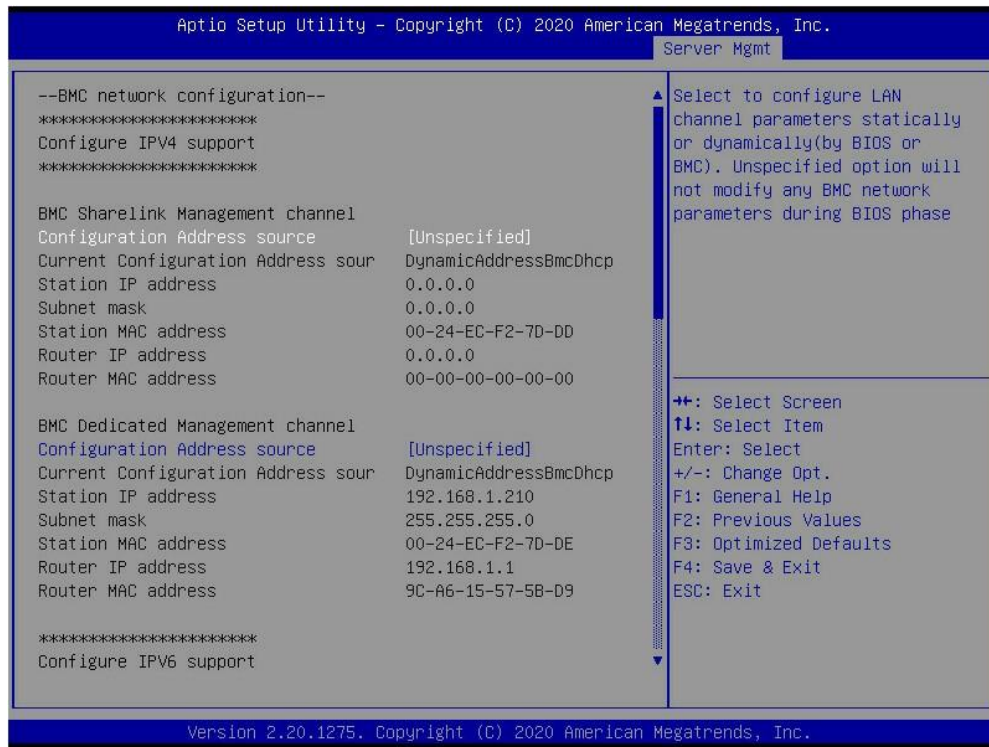 Aptio Setup Utility – Copyright (C) 2020 American Megatrends, Inc.
Server Mgmt
--BMC network configuration--
***********************
Configure IPV4 support
***********************
BMC Sharelink Management channel
Configuration Address source [Unspecified]
Current Configuration Address sour DynamicAddressBmcDhcp
Station IP address 0.0.0.0
Subnet mask 0.0.0.0
Station MAC address 00-24-EC-F2-7D-DD
Router IP address 0.0.0.0
Router MAC address 00-00-00-00-00-00
BMC Dedicated Management channel
Configuration Address source [Unspecified]
Current Configuration Address sour DynamicAddressBmcDhcp
Station IP address 192.168.1.210
Subnet mask 255.255.255.0
Station MAC address 00-24-EC-F2-7D-DE
Router IP address 192.168.1.1
Router MAC address 9C-A6-15-57-5B-D9
***********************
Configure IPV6 support
Select to configure LAN
channel parameters statically
or dynamically(by BIOS or
BMC). Unspecified option will
not modify any BMC network
parameters during BIOS phase
→←: Select Screen
↑↓: Select Item
Enter: Select
+/-: Change Opt.
F1: General Help
F2: Previous Values
F3: Optimized Defaults
F4: Save & Exit
ESC: Exit
Version 2.20.1275. Copyright (C) 2020 American Megatrends, Inc.